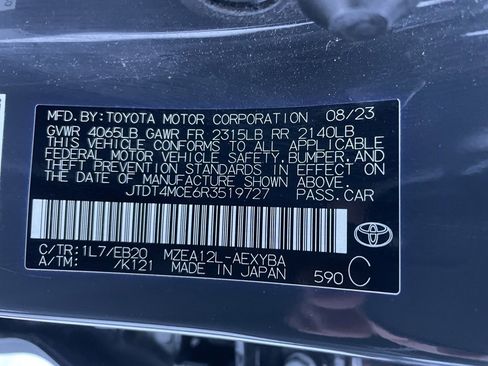 MFD.BY:TOYOTA MOTOR CORPORATION 08/23
GVWR 4065LB GAWR FR 2315LB RR 2140LB
THIS VEHICLE CONFORMS TO ALL APPLICABLE
FEDERAL MOTOR VEHICLE SAFETY, BUMPER, AND
THEFT PREVENTION STANDARDS IN EFFECT ON
THE DATE OF MANUFACTURE SHOWN ABOVE.
JTDT4MCE6R3519727 PASS.CAR
C/TR:1L7/EB20 MZEA12L-AEXYBA
A/TM: /K121 MADE IN JAPAN 590 C